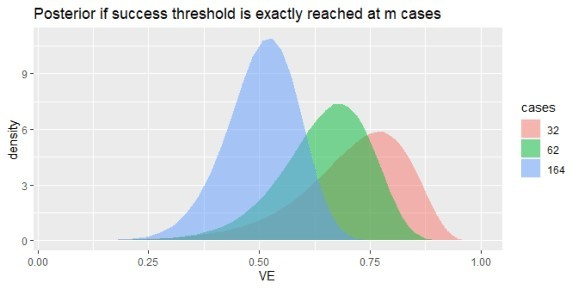 Posterior if success threshold is exactly reached at m cases
9
6
3
0
density
0.00 0.25 0.50 0.75 1.00
VE
cases
32
62
164